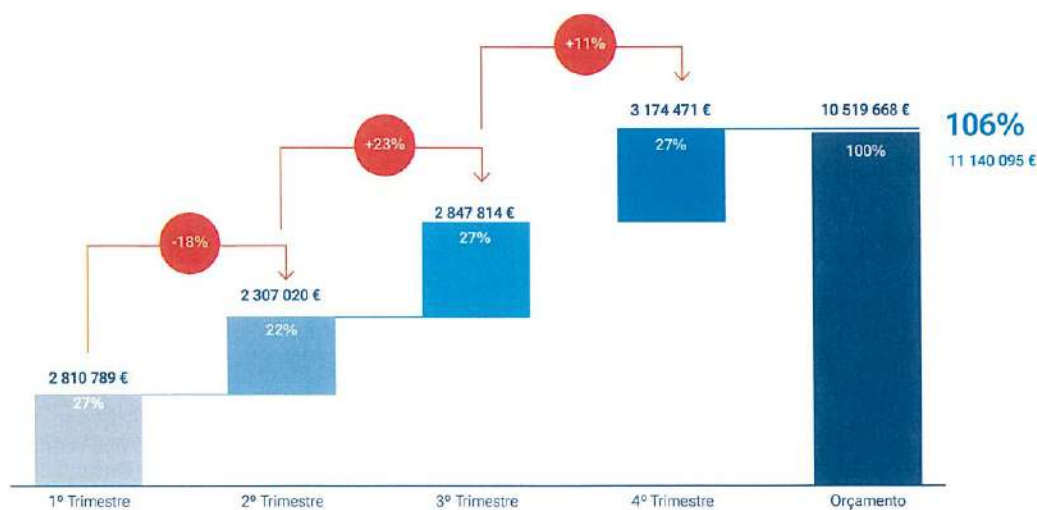 +11%
3 174 471 €
10 519 668 €
106%
27%
100%
11 140 095 €
+23%
2 847 814 €
27%
-18%
2 307 020 €
22%
2 810 789 €
27%
1º Trimestre
2º Trimestre
3º Trimestre
4º Trimestre
Orçamento